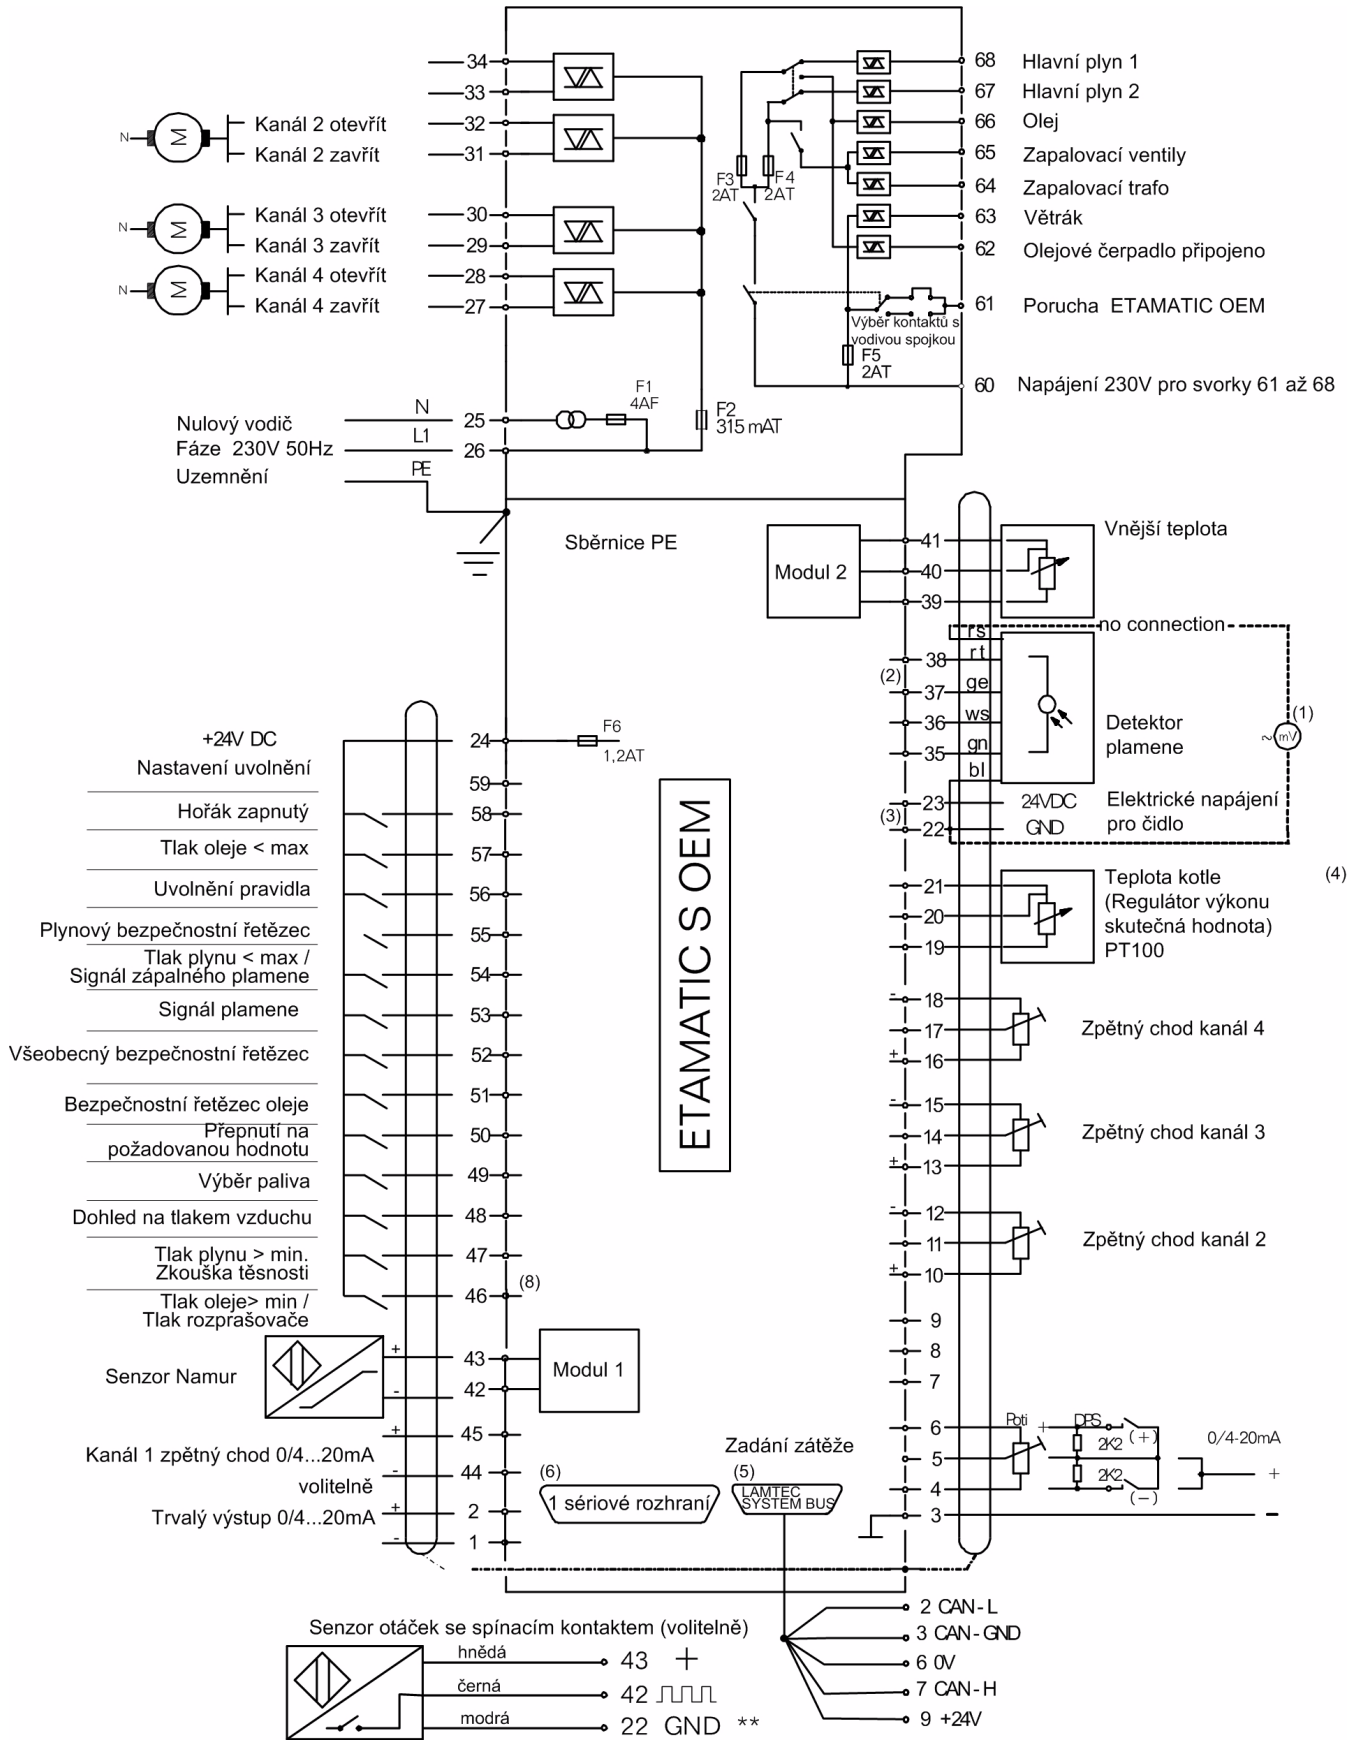 34
33
32
31
30
29
28
27
N M Kanál 2 otevřít
Kanál 2 zavřít
N M Kanál 3 otevřít
Kanál 3 zavřít
N M Kanál 4 otevřít
Kanál 4 zavřít
68 Hlavní plyn 1
67 Hlavní plyn 2
66 Olej
65 Zapalovací ventily
64 Zapalovací trafo
63 Větrák
62 Olejové čerpadlo připojeno
61 Porucha ETAMATIC OEM
60 Napájení 230V pro svorky 61 až 68
F3
2AT
F4
2AT
Výběr kontaktů s
vodivou spojkou
F5
2AT
F1
4AF
F2
315 mAT
Nulový vodič N 25
Fáze 230V 50Hz L1 26
Uzemnění PE
Sběrnice PE
Modul 2
41
40
39
Vnější teplota
no connection
rs
38 rt
(2)
37 ge
36 ws
35 gn
bl
Detektor
plamene
(1)
~ mV
23 24VDC
(3)
22 GND
Elektrické napájení
pro čidlo
21
20
19
Teplota kotle
(Regulátor výkonu
skutečná hodnota)
PT100
(4)
- 18
17
+ 16
Zpětný chod kanál 4
- 15
14
+ 13
Zpětný chod kanál 3
- 12
11
+ 10
Zpětný chod kanál 2
9
8
7
6
5
4
3
Poti
+ DPS
2K2 (+)
2K2
(-)
0/4-20mA
+
-
+24V DC 24
F6
1,2AT
Nastavení uvolnění 59
Hořák zapnutý 58
Tlak oleje < max 57
Uvolnění pravidla 56
Plynový bezpečnostní řetězec 55
Tlak plynu < max /
Signál zápalného plamene 54
Signál plamene 53
Všeobecný bezpečnostní řetězec 52
Bezpečnostní řetězec oleje 51
Přepnutí na
požadovanou hodnotu 50
Výběr paliva 49
Dohled na tlakem vzduchu 48
Tlak plynu > min.
Zkouška těsnosti 47
Tlak oleje> min /
Tlak rozprašovače 46
(8)
ETAMATIC S OEM
Senzor Namur
+ 43
- 42
Modul 1
+ 45
Kanál 1 zpětný chod 0/4...20mA
- 44
volitelně
Trvalý výstup 0/4...20mA + 2
- 1
(6)
1 sériové rozhraní
Zadání zátěže
(5)
LAMTEC
SYSTEM BUS
2 CAN-L
3 CAN-GND
6 0V
7 CAN-H
9 +24V
Senzor otáček se spínacím kontaktem (volitelně)
hnědá 43 +
černá 42
modrá 22 GND **